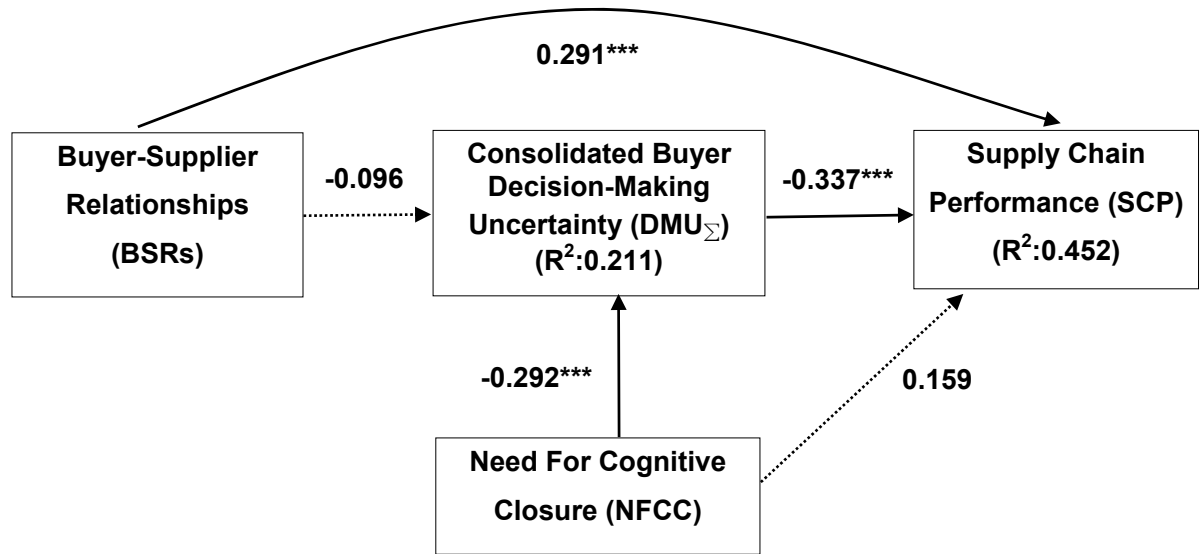 0.291***
Buyer-Supplier
Relationships
(BSRs)
-0.096
Consolidated Buyer
Decision-Making
Uncertainty (DMU∑)
(R²:0.211)
-0.337***
Supply Chain
Performance (SCP)
(R²:0.452)
-0.292***
0.159
Need For Cognitive
Closure (NFCC)